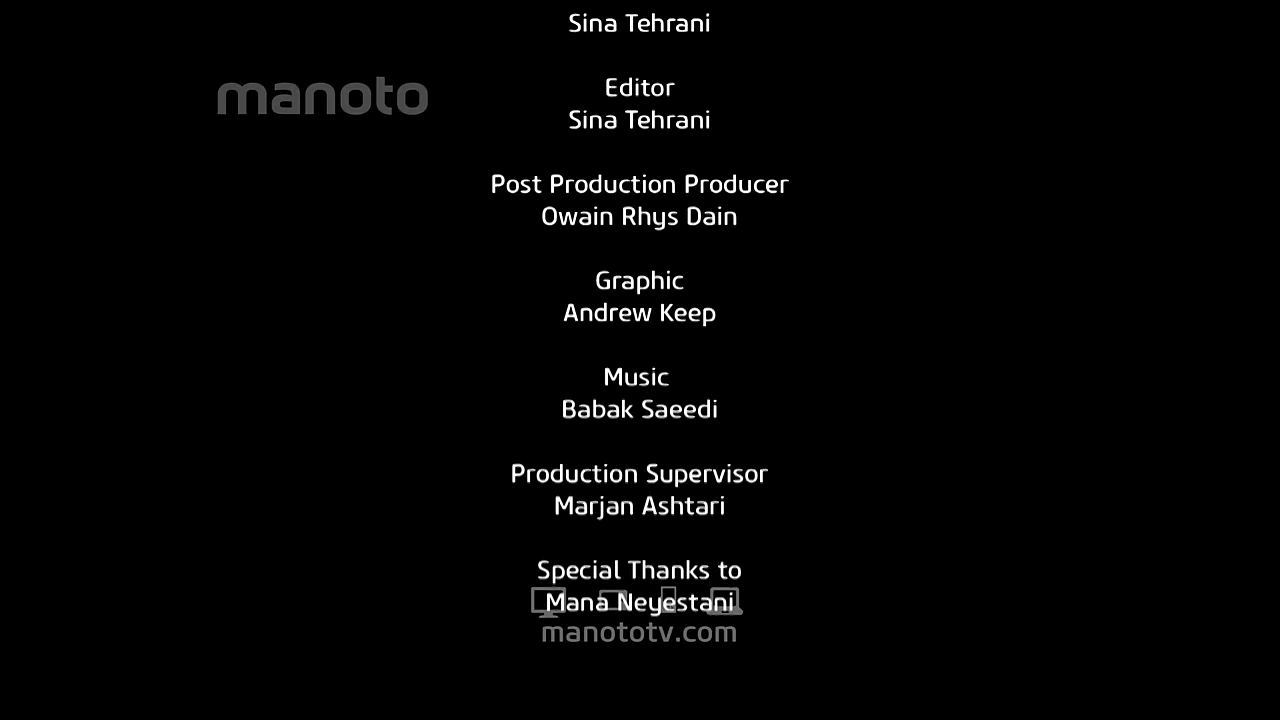 Sina Tehrani
manoto
Editor
Sina Tehrani
Post Production Producer
Owain Rhys Dain
Graphic
Andrew Keep
Music
Babak Saeedi
Production Supervisor
Marjan Ashtari
Special Thanks to
Mana Neyestani
manototv.com